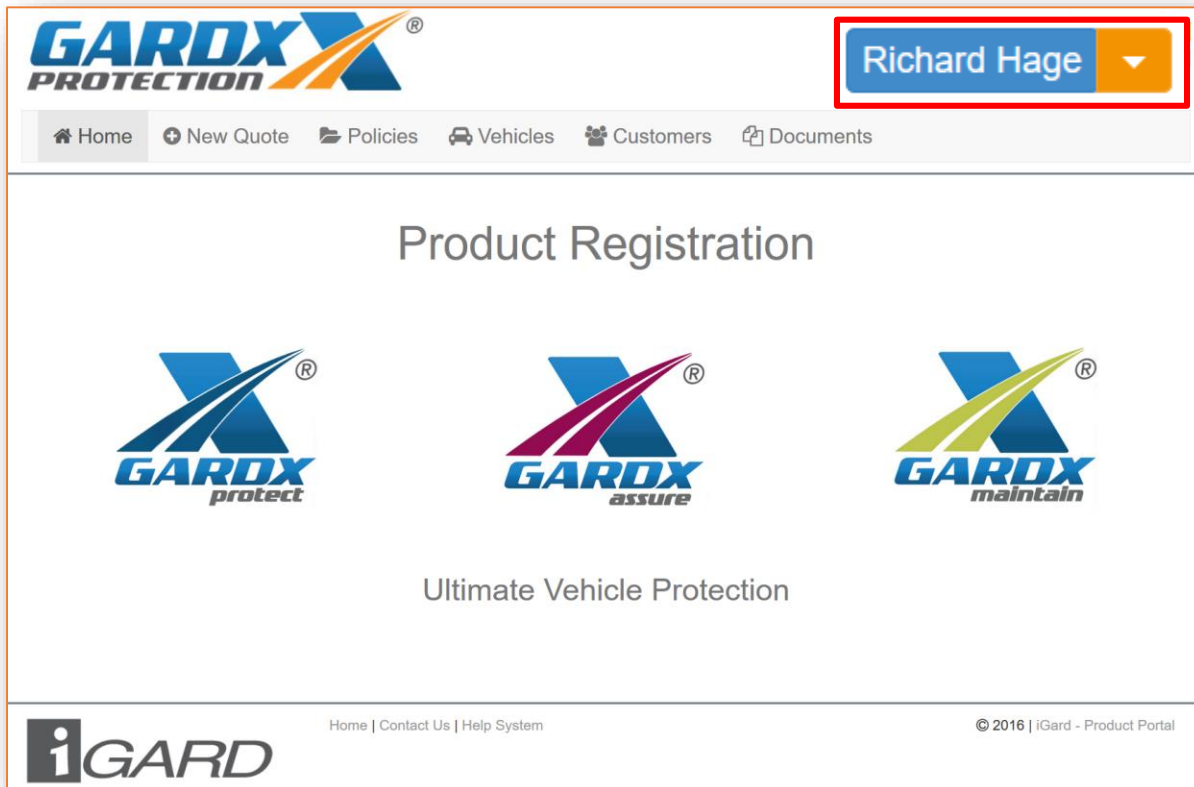 GARDX ®
PROTECTION
Richard Hage
Home New Quote Policies Vehicles Customers Documents
Product Registration
® ® ®
GARDX GARDX GARDX
protect assure maintain
Ultimate Vehicle Protection
Home | Contact Us | Help System © 2016 | iGard - Product Portal
iGARD